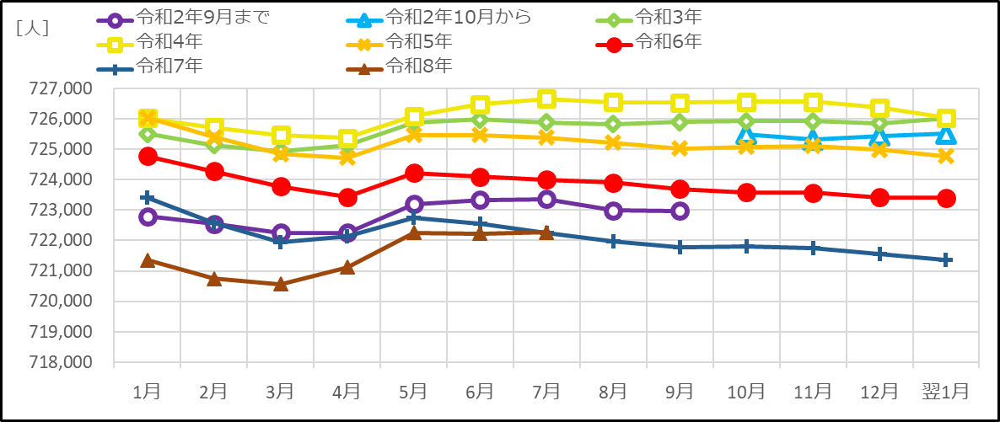 [人]
令和2年9月まで 令和2年10月から 令和3年
令和4年 令和5年 令和6年
令和7年 令和8年
727,000
726,000
725,000
724,000
723,000
722,000
721,000
720,000
719,000
718,000
1月 2月 3月 4月 5月 6月 7月 8月 9月 10月 11月 12月 翌1月